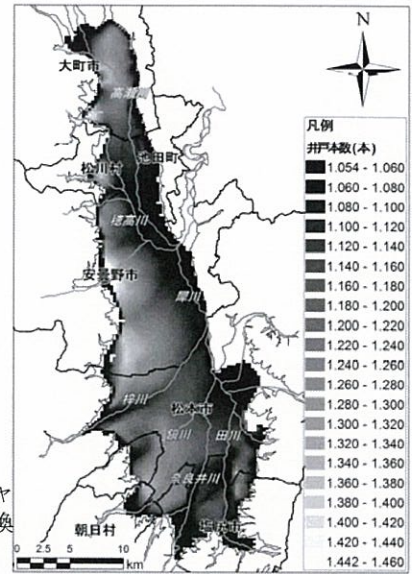 N
大町市
高瀬川
池田町
松川村
穂高川
安曇野市
犀川
梓川
松本市
鎖川
田川
奈良井川
朝日村
塩尻市
ヤ
換
0 2.5 5 10
km
凡例
井戸本数(本)
1.054 - 1.060
1.060 - 1.080
1.080 - 1.100
1.100 - 1.120
1.120 - 1.140
1.140 - 1.160
1.160 - 1.180
1.180 - 1.200
1.200 - 1.220
1.220 - 1.240
1.240 - 1.260
1.260 - 1.280
1.280 - 1.300
1.300 - 1.320
1.320 - 1.340
1.340 - 1.360
1.360 - 1.380
1.380 - 1.400
1.400 - 1.420
1.420 - 1.440
1.442 - 1.460